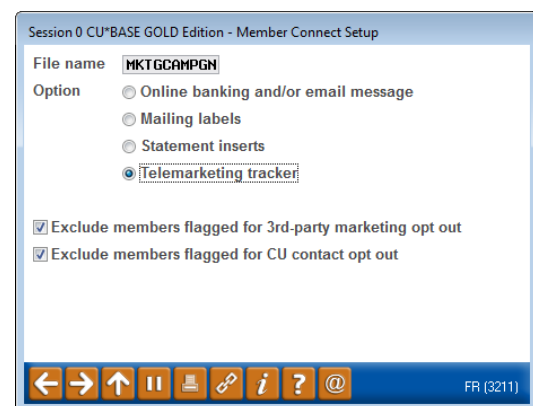 Session 0 CU*BASE GOLD Edition - Member Connect Setup
File name MKTGCAMPGN
Option Online banking and/or email message
Mailing labels
Statement inserts
Telemarketing tracker
Exclude members flagged for 3rd-party marketing opt out
Exclude members flagged for CU contact opt out
i ? @ FR (3211)